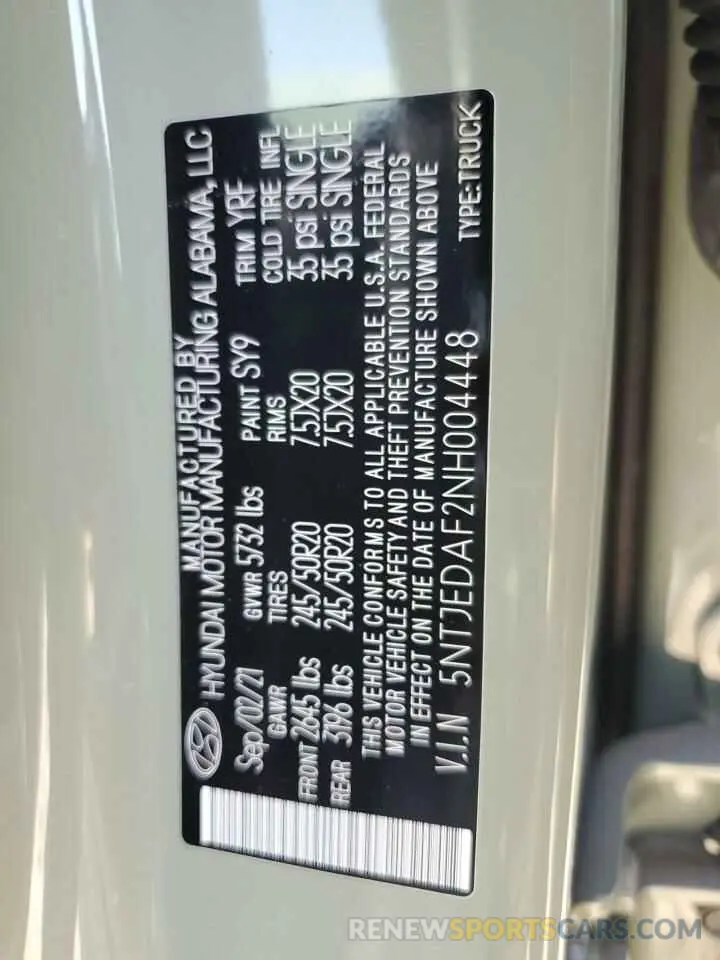 MANUFACTURED BY
HYUNDAI MOTOR MANUFACTURING ALABAMA, LLC
Sep/02/21 GVWR 5732 lbs PAINT SY9 TRIM YRF
GAWR TIRES RIMS COLD TIRE INFL
FRONT 2645 lbs 245/50R20 7.5JX20 35 psi SINGLE
REAR 3196 lbs 245/50R20 7.5JX20 35 psi SINGLE
THIS VEHICLE CONFORMS TO ALL APPLICABLE U.S.A. FEDERAL
MOTOR VEHICLE SAFETY AND THEFT PREVENTION STANDARDS
IN EFFECT ON THE DATE OF MANUFACTURE SHOWN ABOVE
V.I.N 5NTJEDAF2NH004448 TYPE:TRUCK
RENEWSPORTSCARS.COM